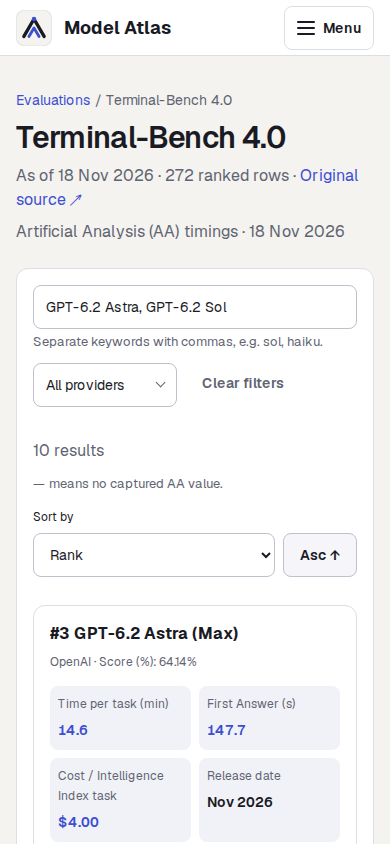 Model Atlas
Menu
Evaluations / Terminal-Bench 4.0
Terminal-Bench 4.0
As of 18 Nov 2026 · 272 ranked rows · Original
source ↗
Artificial Analysis (AA) timings · 18 Nov 2026
GPT-6.2 Astra, GPT-6.2 Sol
Separate keywords with commas, e.g. sol, haiku.
All providers
Clear filters
10 results
— means no captured AA value.
Sort by
Rank
Asc ↑
#3 GPT-6.2 Astra (Max)
OpenAI · Score (%): 64.14%
Time per task (min)
14.6
First Answer (s)
147.7
Cost / Intelligence
Index task
$4.00
Release date
Nov 2026